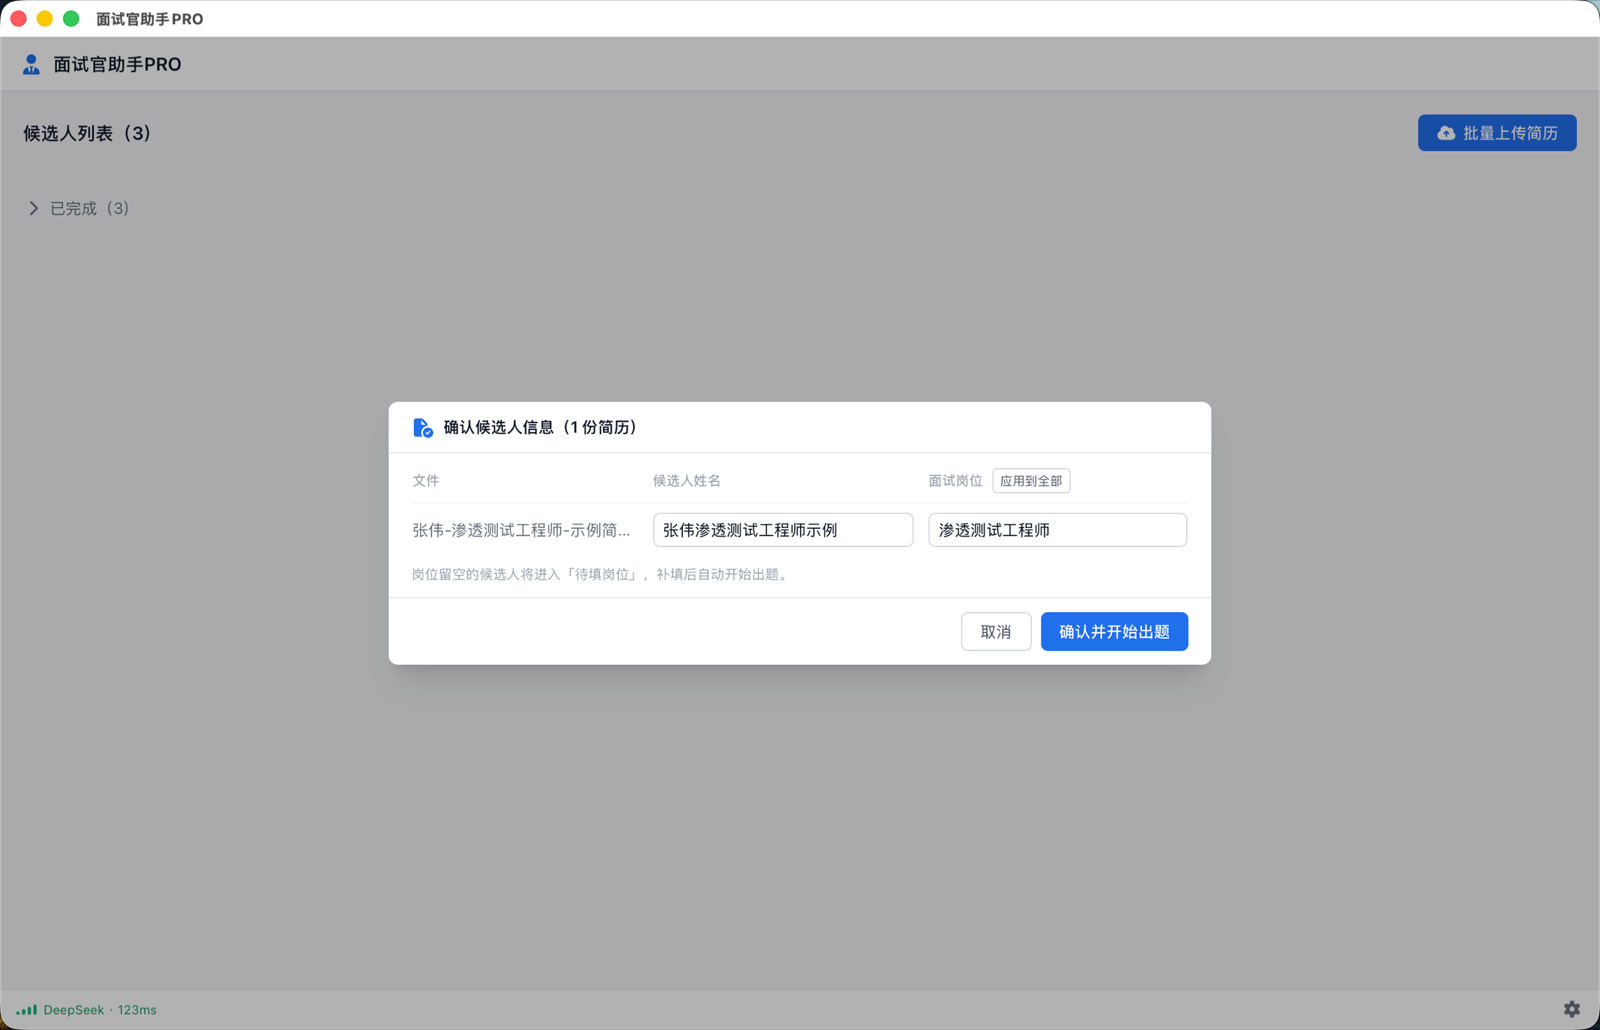 面试官助手PRO
面试官助手PRO
候选人列表（3）
批量上传简历
已完成（3）
确认候选人信息（1 份简历）
文件
候选人姓名
面试岗位
应用到全部
张伟-渗透测试工程师-示例简...
张伟渗透测试工程师示例
渗透测试工程师
岗位留空的候选人将进入「待填岗位」，补填后自动开始出题。
取消
确认并开始出题
DeepSeek · 123ms